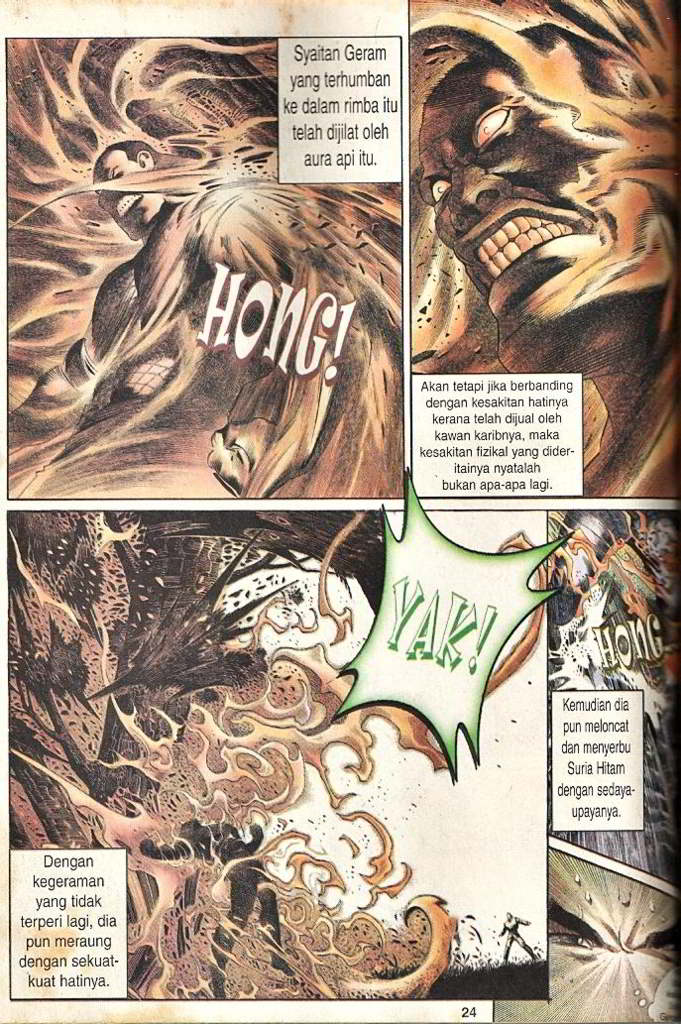 Syaitan Geram
yang terhumban
ke dalam rimba itu
telah dijilat oleh
aura api itu.
HONG!
Akan tetapi jika berbanding
dengan kesakitan hatinya
kerana telah dijual oleh
kawan karibnya, maka
kesakitan fizikal yang dider-
itainya nyatalah
bukan apa-apa lagi.
YAK!
Dengan
kegeraman
yang tidak
terperi lagi, dia
pun meraung
dengan sekuat-
kuat hatinya.
HONG
Kemudian dia
pun meloncat
dan menyerbu
Suria Hitam
dengan sedaya-
upayanya.
24